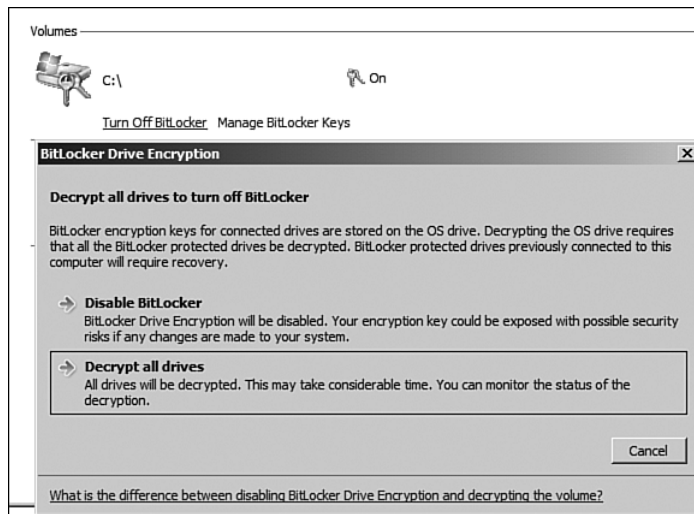 Volumes
C:\ On
Turn Off BitLocker Manage BitLocker Keys
BitLocker Drive Encryption
Decrypt all drives to turn off BitLocker
BitLocker encryption keys for connected drives are stored on the OS drive. Decrypting the OS drive requires
that all the BitLocker protected drives be decrypted. BitLocker protected drives previously connected to this
computer will require recovery.
Disable BitLocker
BitLocker Drive Encryption will be disabled. Your encryption key could be exposed with possible security
risks if any changes are made to your system.
Decrypt all drives
All drives will be decrypted. This may take considerable time. You can monitor the status of the
decryption.
Cancel
What is the difference between disabling BitLocker Drive Encryption and decrypting the volume?